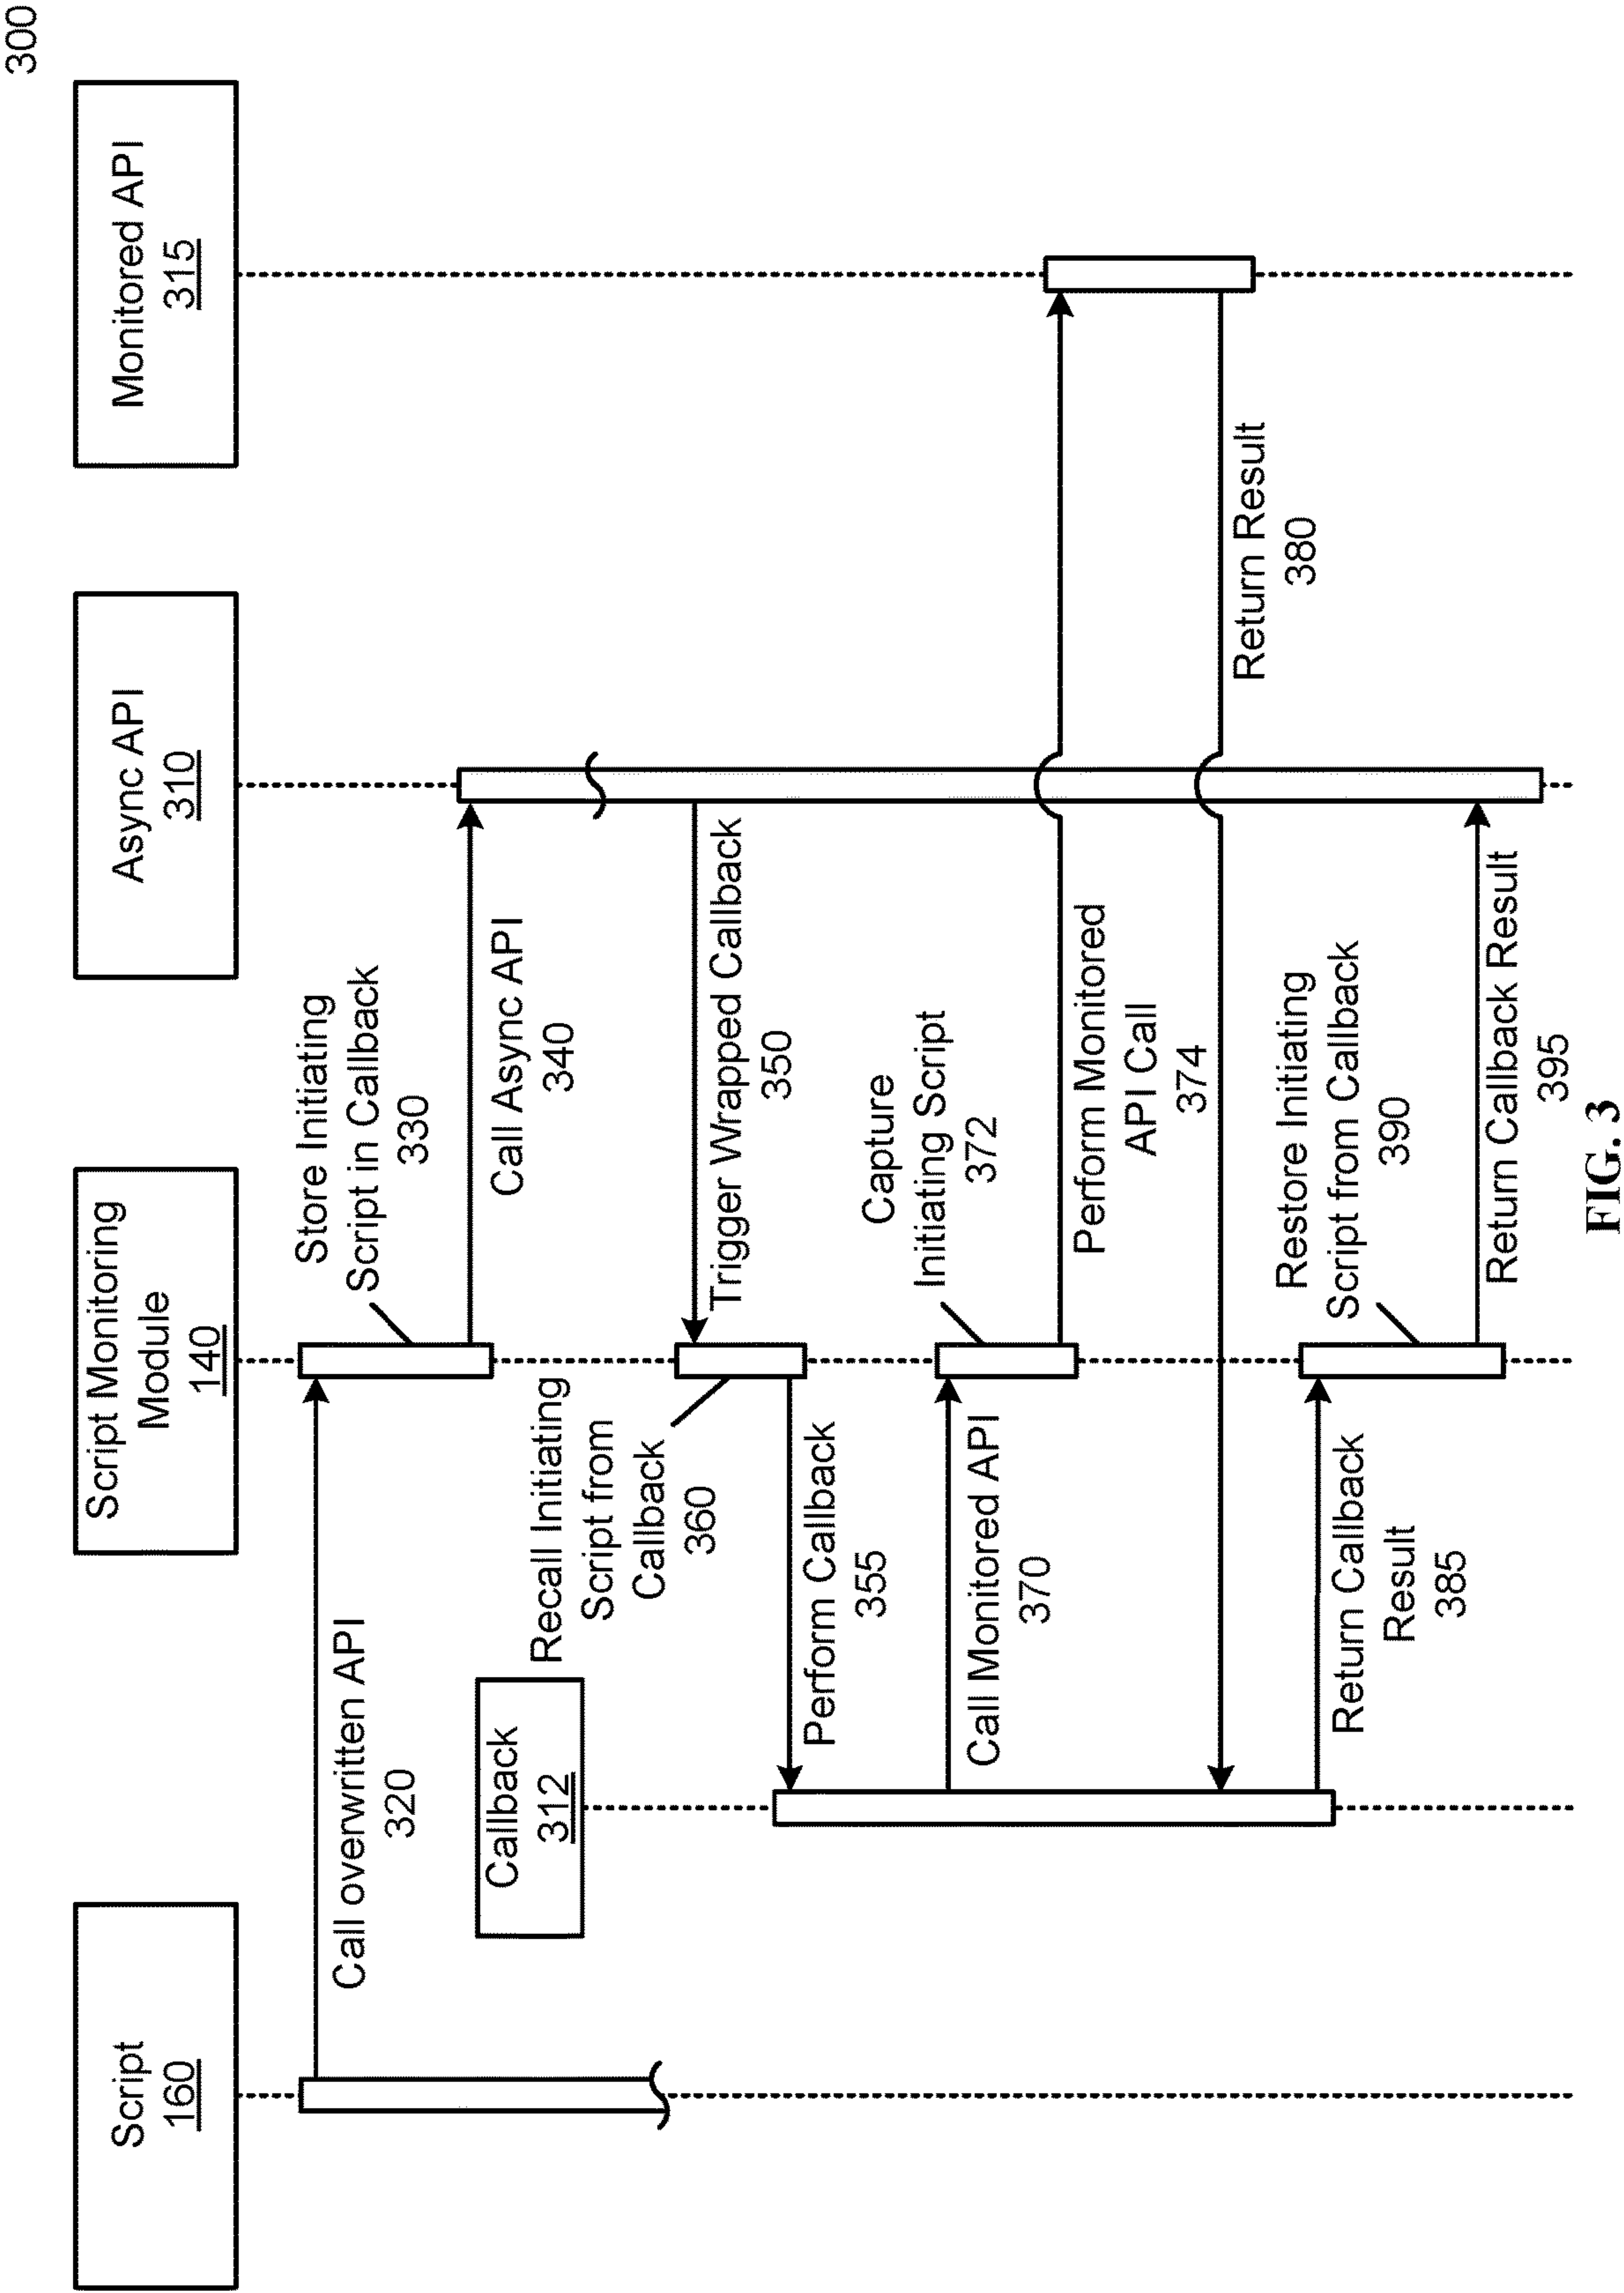 300
Script
160
Script Monitoring
Module
140
Async API
310
Monitored API
315
Call overwritten API
320
Store Initiating
Script in Callback
330
Call Async API
340
Callback
312
Recall Initiating
Script from
Callback
360
Trigger Wrapped Callback
350
Perform Callback
355
Capture
Initiating Script
372
Call Monitored API
370
Perform Monitored
API Call
374
Return Result
380
Restore Initiating
Script from Callback
390
Return Callback
Result
385
Return Callback Result
395
FIG. 3